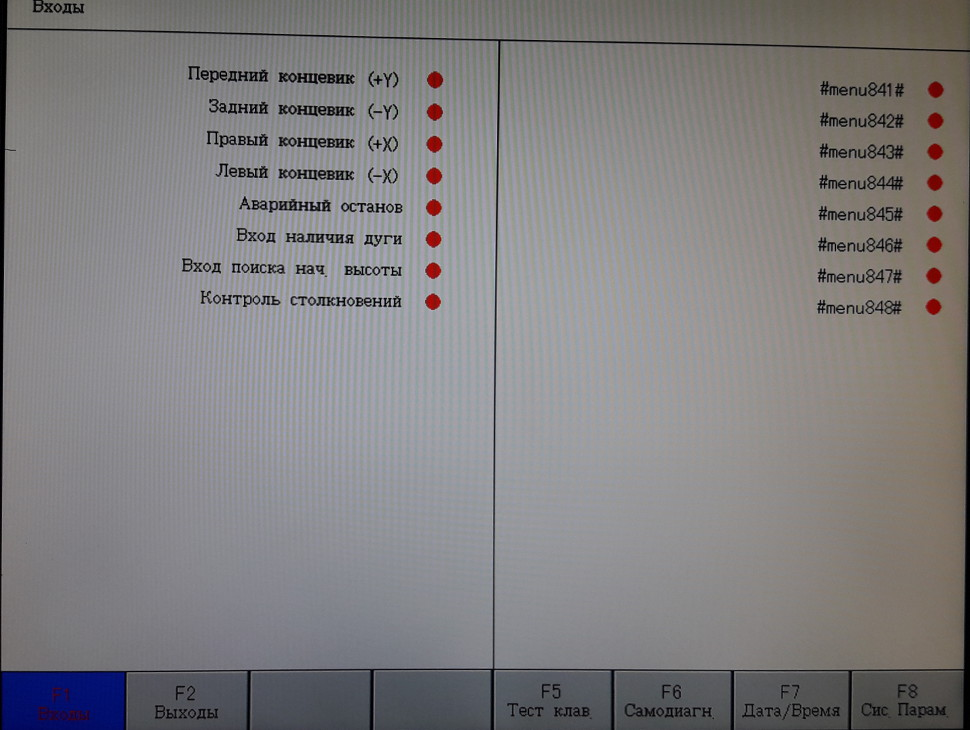 Входы
Передний концевик (+Y)
Задний концевик (-Y)
Правый концевик (+X)
Левый концевик (-X)
Аварийный останов
Вход наличия дуги
Вход поиска нач. высоты
Контроль столкновений
#menu841#
#menu842#
#menu843#
#menu844#
#menu845#
#menu846#
#menu847#
#menu848#
F1
Входы
F2
Выходы
F5
Тест клав.
F6
Самодиагн.
F7
Дата/Время
F8
Сис. Парам.